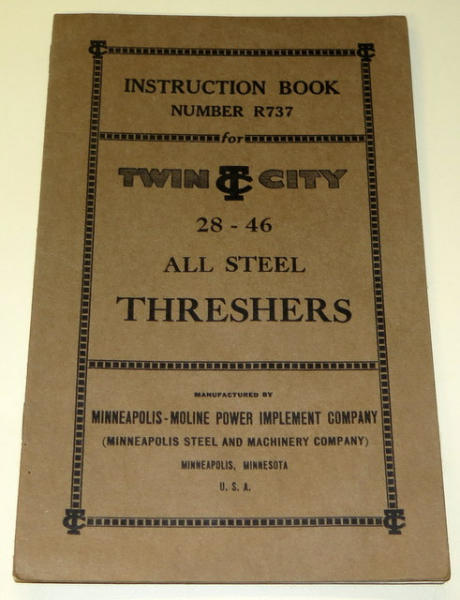 INSTRUCTION BOOK
NUMBER R737
for
TWIN TC CITY
28 - 46
ALL STEEL
THRESHERS
MANUFACTURED BY
MINNEAPOLIS-MOLINE POWER IMPLEMENT COMPANY
(MINNEAPOLIS STEEL AND MACHINERY COMPANY)
MINNEAPOLIS, MINNESOTA
U. S. A.